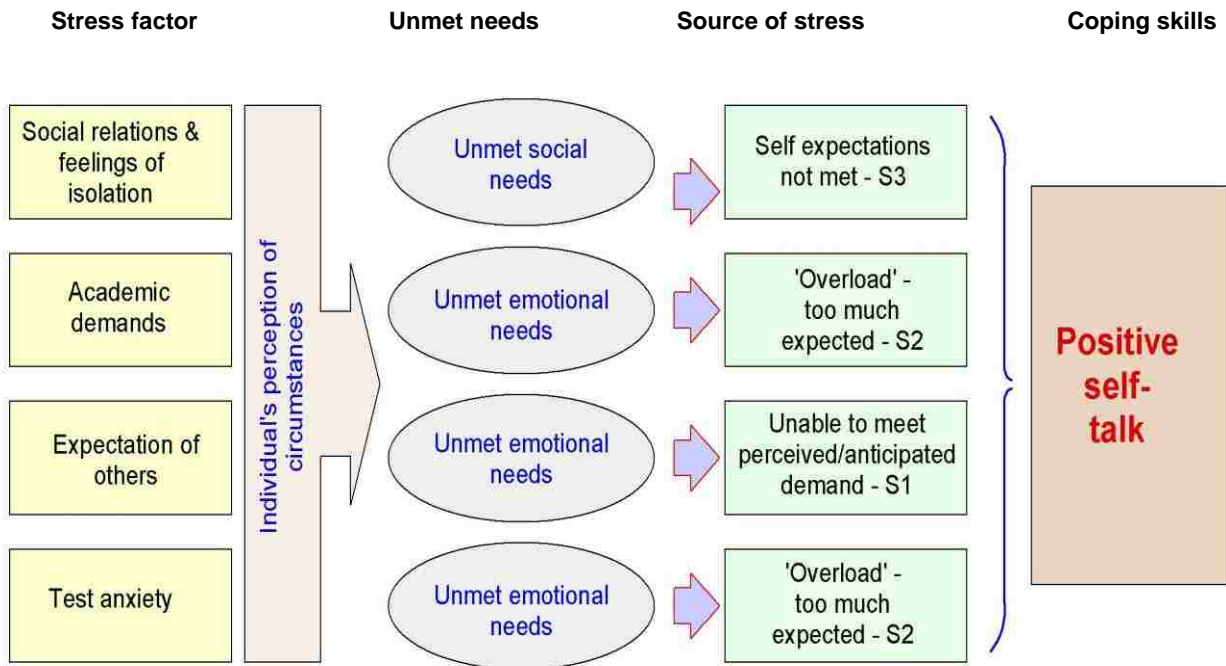 Stress factor
Unmet needs
Source of stress
Coping skills
Social relations &
feelings of
isolation
Academic
demands
Expectation of
others
Test anxiety
Individual's perception of
circumstances
Unmet social
needs
Unmet emotional
needs
Unmet emotional
needs
Unmet emotional
needs
Self expectations
not met - S3
'Overload' -
too much
expected - S2
Unable to meet
perceived/anticipated
demand - S1
'Overload' -
too much
expected - S2
Positive
self-
talk